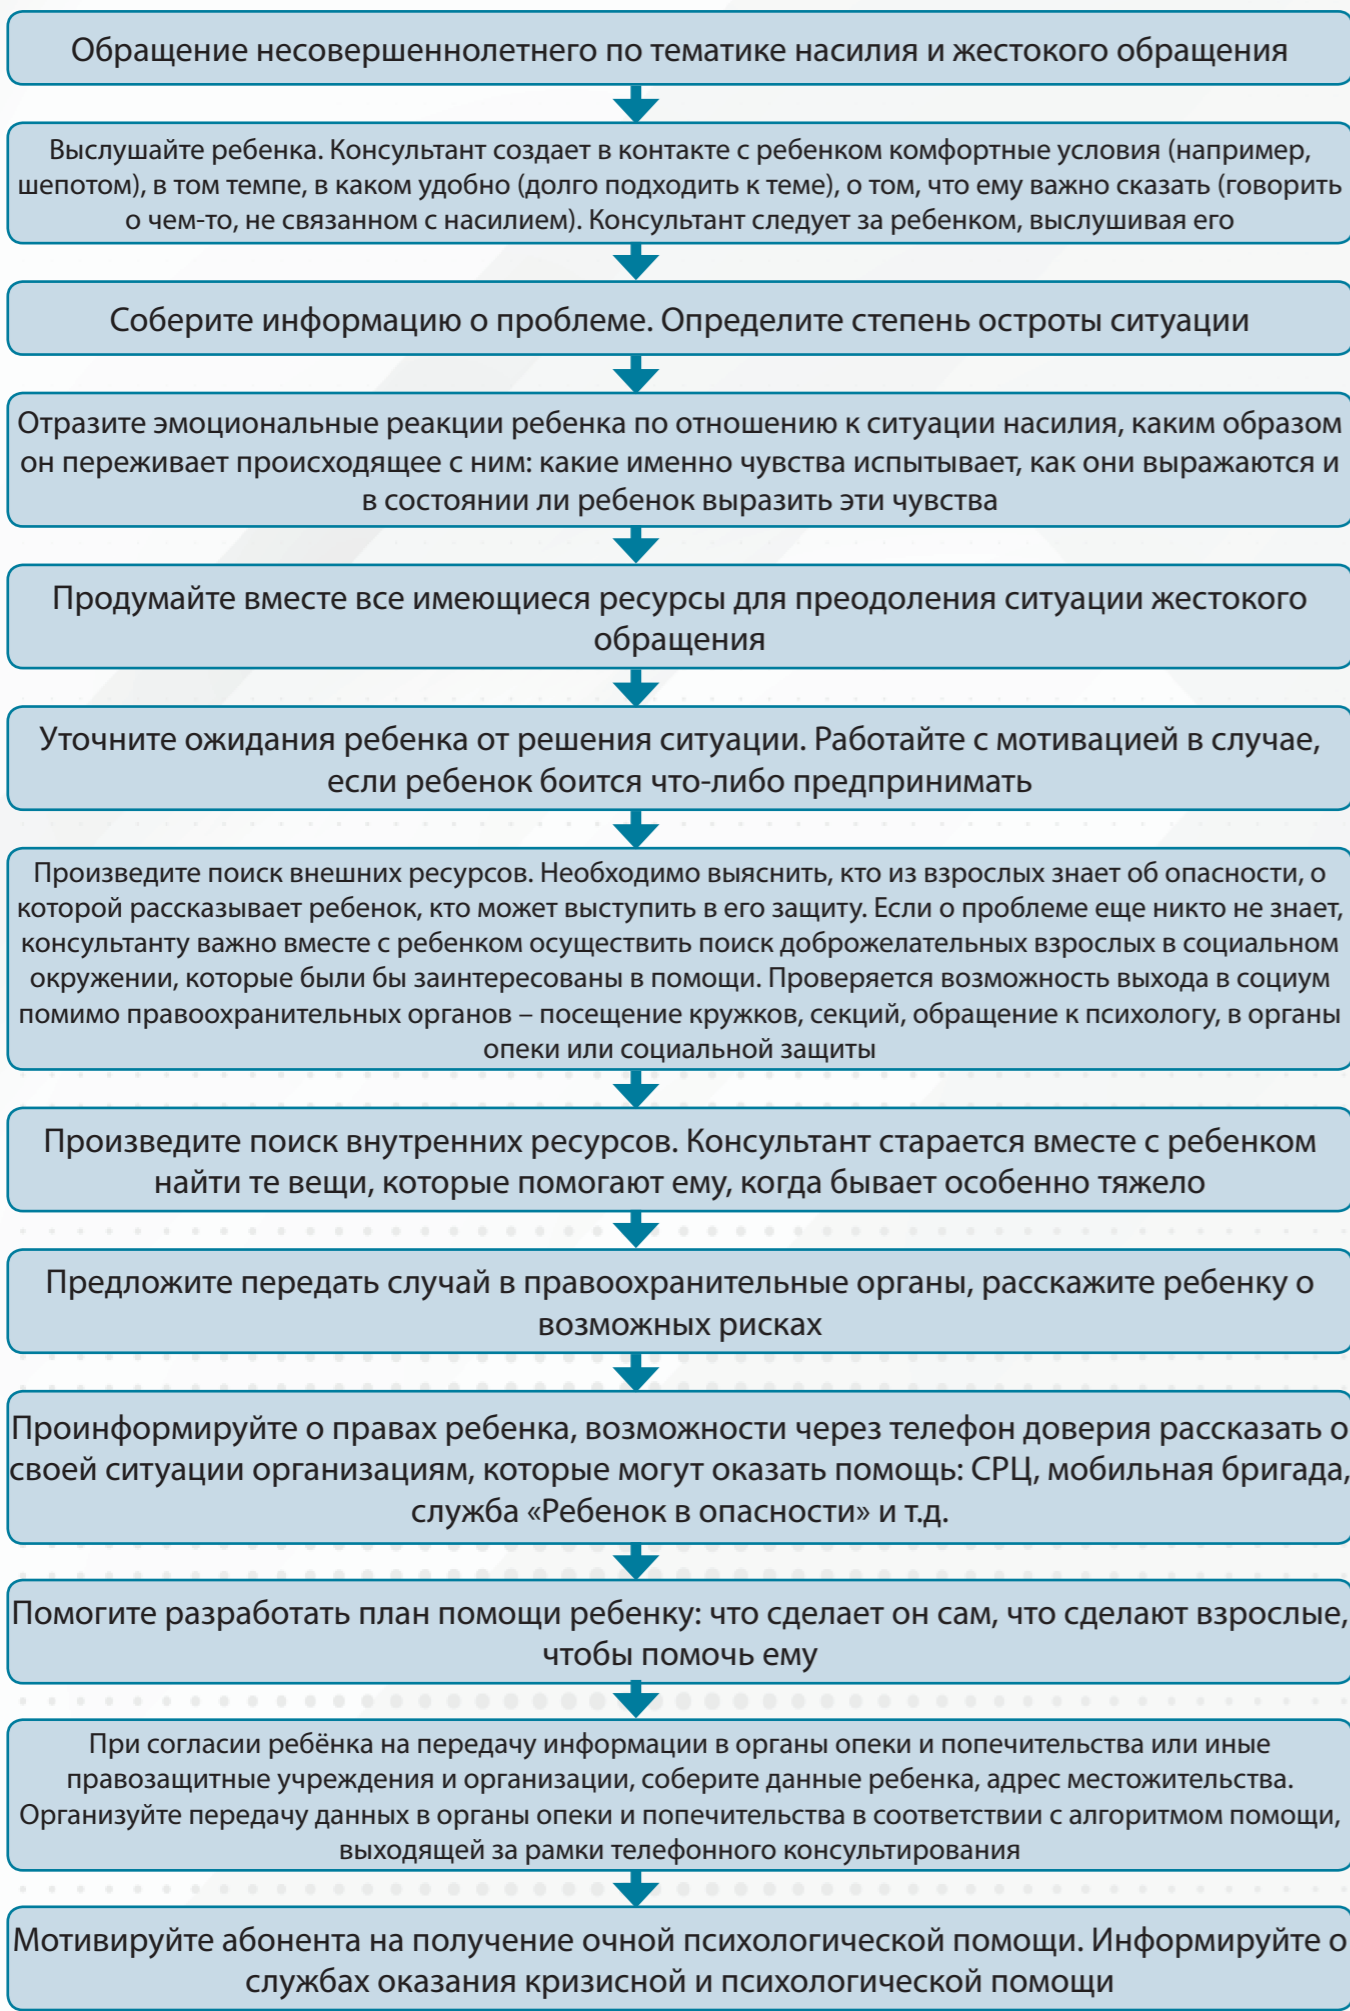 Обращение несовершеннолетнего по тематике насилия и жестокого обращения
Выслушайте ребенка. Консультант создает в контакте с ребенком комфортные условия (например,
шепотом), в том темпе, в каком удобно (долго подходить к теме), о том, что ему важно сказать (говорить
о чем-то, не связанном с насилием). Консультант следует за ребенком, выслушивая его
Соберите информацию о проблеме. Определите степень остроты ситуации
Отразите эмоциональные реакции ребенка по отношению к ситуации насилия, каким образом
он переживает происходящее с ним: какие именно чувства испытывает, как они выражаются и
в состоянии ли ребенок выразить эти чувства
Продумайте вместе все имеющиеся ресурсы для преодоления ситуации жестокого
обращения
Уточните ожидания ребенка от решения ситуации. Работайте с мотивацией в случае,
если ребенок боится что-либо предпринимать
Произведите поиск внешних ресурсов. Необходимо выяснить, кто из взрослых знает об опасности, о
которой рассказывает ребенок, кто может выступить в его защиту. Если о проблеме еще никто не знает,
консультанту важно вместе с ребенком осуществить поиск доброжелательных взрослых в социальном
окружении, которые были бы заинтересованы в помощи. Проверяется возможность выхода в социум
помимо правоохранительных органов – посещение кружков, секций, обращение к психологу, в органы
опеки или социальной защиты
Произведите поиск внутренних ресурсов. Консультант старается вместе с ребенком
найти те вещи, которые помогают ему, когда бывает особенно тяжело
Предложите передать случай в правоохранительные органы, расскажите ребенку о
возможных рисках
Проинформируйте о правах ребенка, возможности через телефон доверия рассказать о
своей ситуации организациям, которые могут оказать помощь: СРЦ, мобильная бригада,
служба «Ребенок в опасности» и т.д.
Помогите разработать план помощи ребенку: что сделает он сам, что сделают взрослые,
чтобы помочь ему
При согласии ребёнка на передачу информации в органы опеки и попечительства или иные
правозащитные учреждения и организации, соберите данные ребенка, адрес местожительства.
Организуйте передачу данных в органы опеки и попечительства в соответствии с алгоритмом помощи,
выходящей за рамки телефонного консультирования
Мотивируйте абонента на получение очной психологической помощи. Информируйте о
службах оказания кризисной и психологической помощи